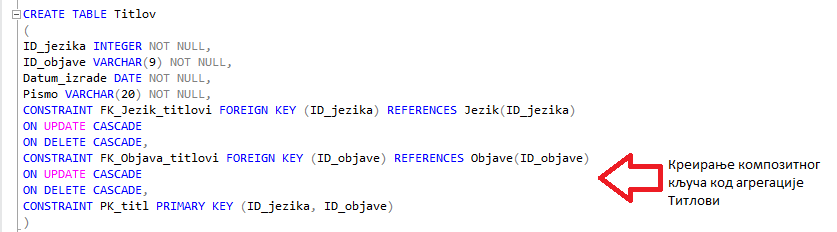 CREATE TABLE Titlov
(
ID_jezika INTEGER NOT NULL,
ID_objave VARCHAR(9) NOT NULL,
Datum_izrade DATE NOT NULL,
Pismo VARCHAR(20) NOT NULL,
CONSTRAINT FK_Jezik_titlovi FOREIGN KEY (ID_jezika) REFERENCES Jezik(ID_jezika)
ON UPDATE CASCADE
ON DELETE CASCADE,
CONSTRAINT FK_Objava_titlovi FOREIGN KEY (ID_objave) REFERENCES Objave(ID_objave)
ON UPDATE CASCADE
ON DELETE CASCADE,
CONSTRAINT PK_titl PRIMARY KEY (ID_jezika, ID_objave)
)
Креирање композитног
кључа код агрегације
Титлови